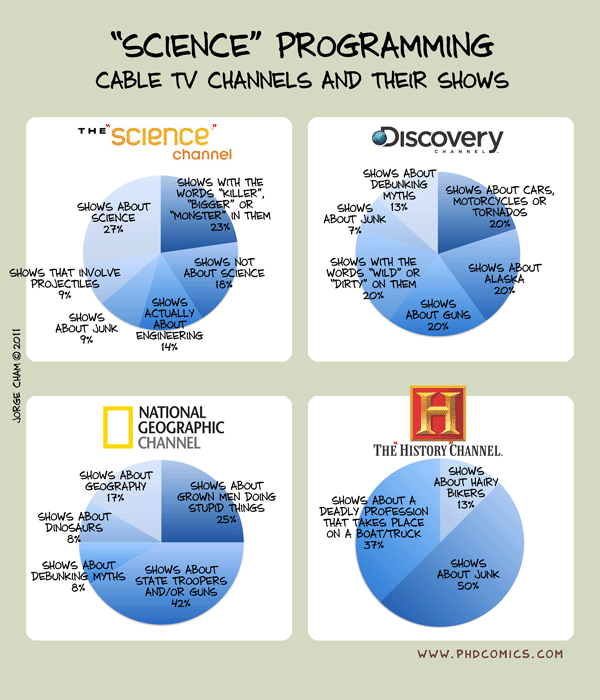 "SCIENCE" PROGRAMMING
CABLE TV CHANNELS AND THEIR SHOWS
THE "science"
channel
SHOWS WITH THE
WORDS "KILLER",
"BIGGER" OR
"MONSTER" IN THEM
23%
SHOWS NOT
ABOUT SCIENCE
18%
SHOWS
ACTUALLY
ABOUT
ENGINEERING
14%
SHOWS
ABOUT JUNK
9%
SHOWS THAT INVOLVE
PROJECTILES
9%
SHOWS ABOUT
SCIENCE
27%
Discovery
CHANNEL
SHOWS ABOUT CARS,
MOTORCYCLES OR
TORNADOS
20%
SHOWS ABOUT
ALASKA
20%
SHOWS
ABOUT GUNS
20%
SHOWS WITH THE
WORDS "WILD" OR
"DIRTY" ON THEM
20%
SHOWS
ABOUT JUNK
7%
SHOWS ABOUT
DEBUNKING
MYTHS
13%
JORGE CHAM © 2011
NATIONAL
GEOGRAPHIC
CHANNEL
SHOWS ABOUT
GROWN MEN DOING
STUPID THINGS
25%
SHOWS ABOUT
STATE TROOPERS
AND/OR GUNS
42%
SHOWS ABOUT
DEBUNKING MYTHS
8%
SHOWS ABOUT
DINOSAURS
8%
SHOWS ABOUT
GEOGRAPHY
17%
H
THE "HISTORY" CHANNEL.
SHOWS
ABOUT HAIRY
BIKERS
13%
SHOWS
ABOUT JUNK
50%
SHOWS ABOUT A
DEADLY PROFESSION
THAT TAKES PLACE
ON A BOAT/TRUCK
37%
WWW.PHDCOMICS.COM